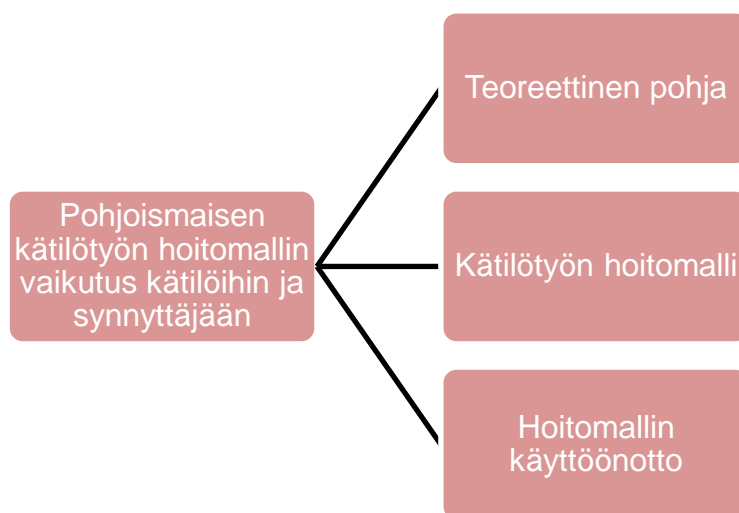 Teoreettinen pohja
Pohjoismaisen
kätilötyön hoitomallin
vaikutus kätilöihin ja
synnyttäjään
Kätilötyön hoitomalli
Hoitomallin
käyttöönotto